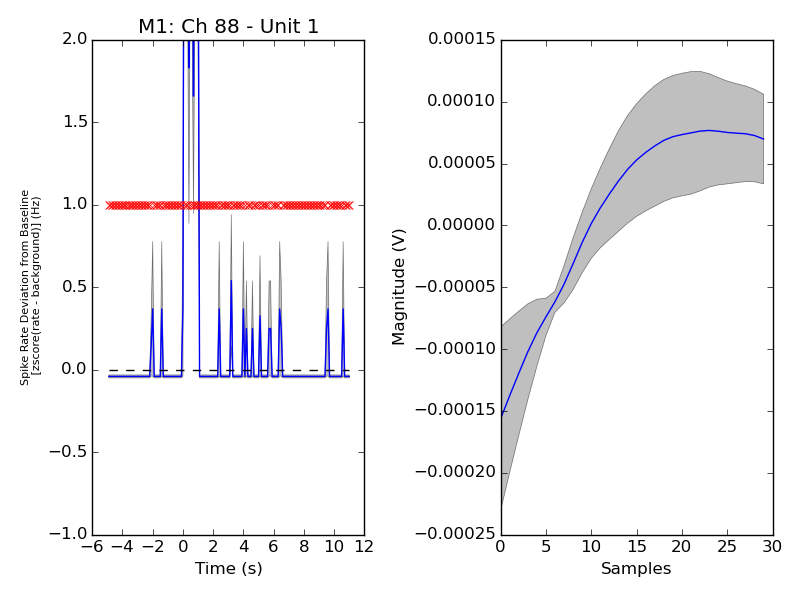 M1: Ch 88 - Unit 1
2.0
1.5
1.0
0.5
0.0
−0.5
−1.0
−6 −4 −2 0 2 4 6 8 10 12
Time (s)
Spike Rate Deviation from Baseline
[zscore(rate - background)] (Hz)
0.00015
0.00010
0.00005
0.00000
−0.00005
−0.00010
−0.00015
−0.00020
−0.00025
0 5 10 15 20 25 30
Samples
Magnitude (V)